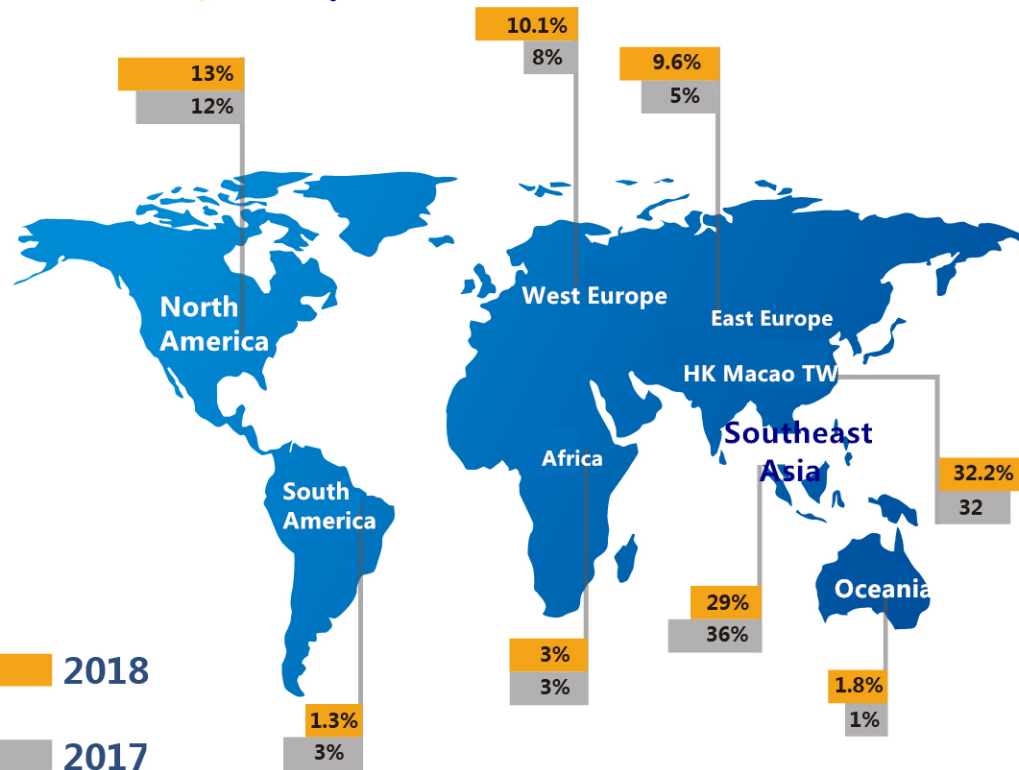 10.1%
8%
9.6%
5%
13%
12%
North
America
West Europe
East Europe
HK Macao TW
Southeast
Asia
Africa
South
America
32.2%
32
Oceania
29%
36%
3%
3%
1.8%
1%
1.3%
3%
2018
2017